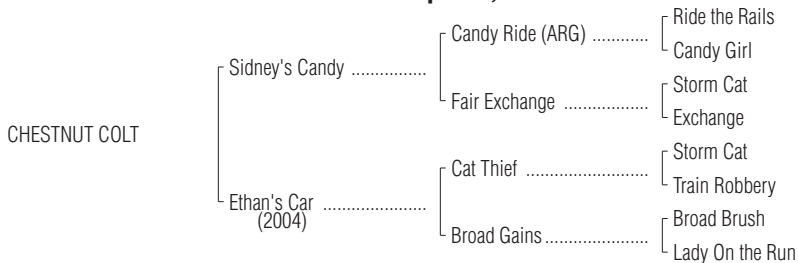 Ride the Rails
Candy Ride (ARG) ............
Candy Girl
Sidney's Candy ................
Storm Cat
Fair Exchange ..................
Exchange
CHESTNUT COLT
Storm Cat
Cat Thief ..........................
Train Robbery
Ethan's Car ......................
(2004)
Broad Brush
Broad Gains......................
Lady On the Run